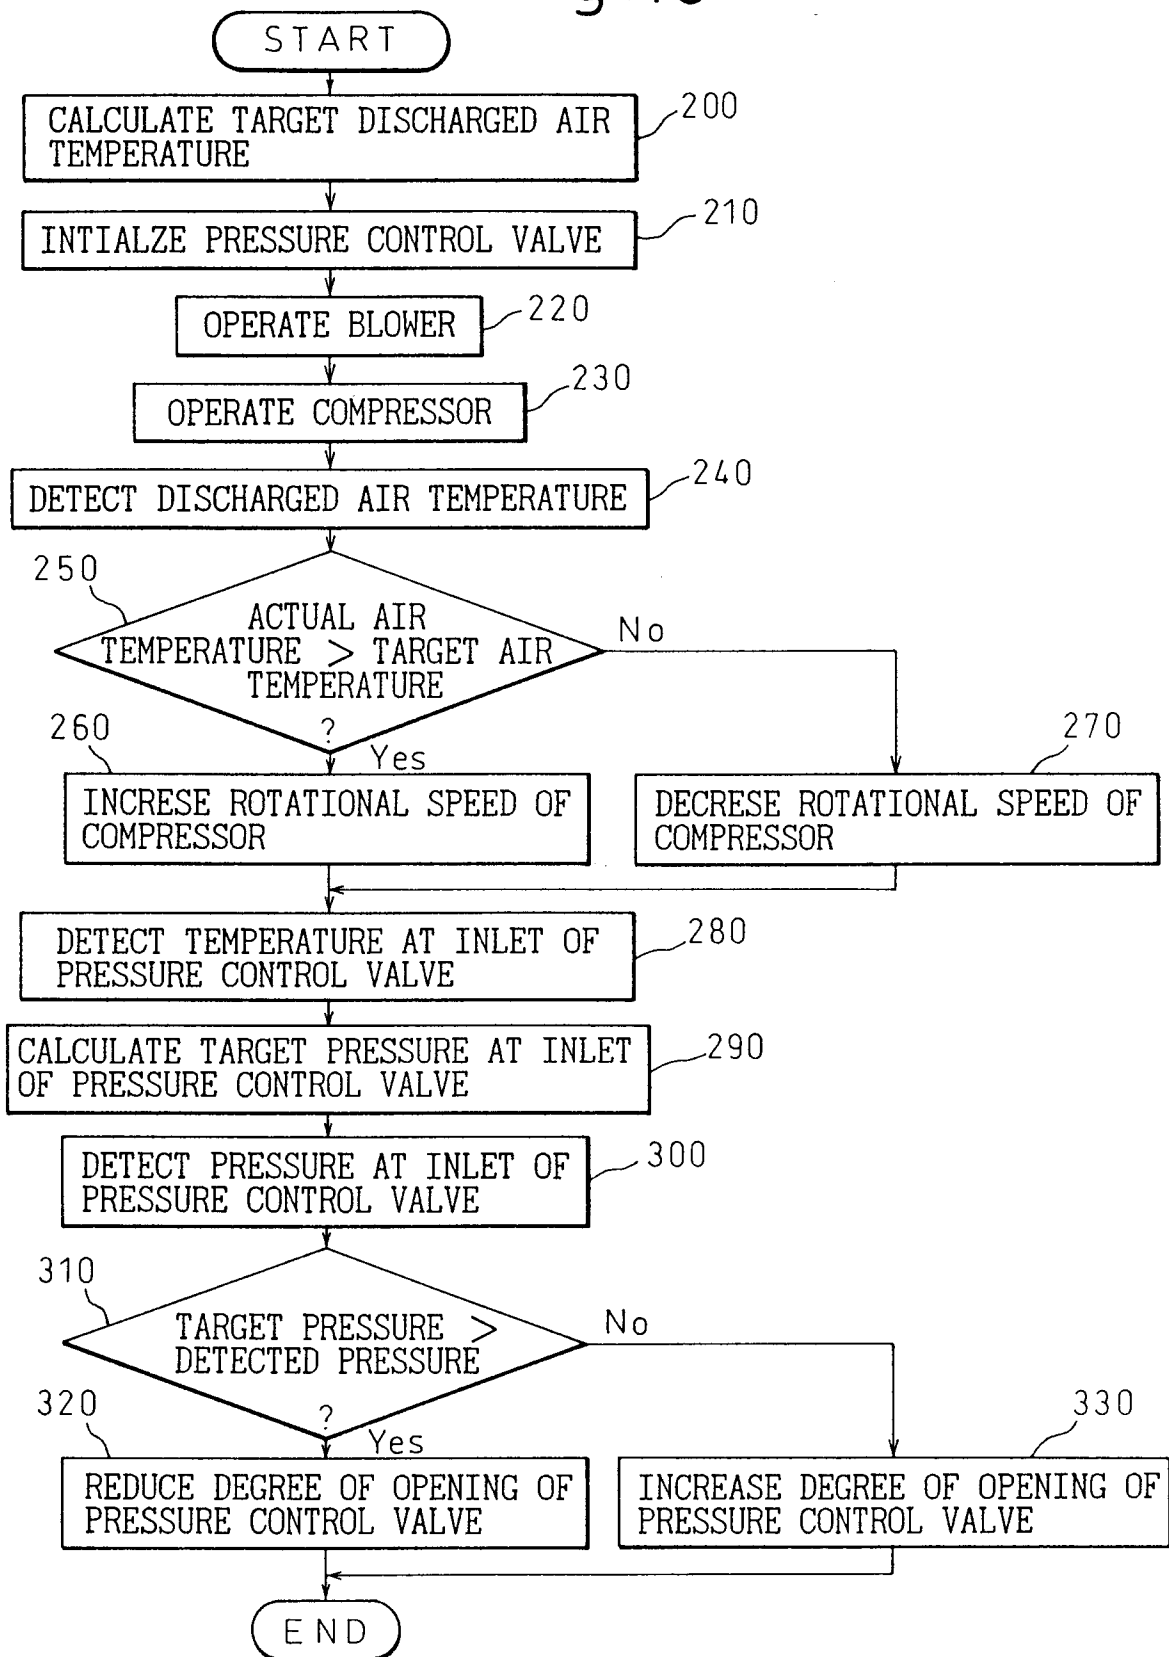 START
CALCULATE TARGET DISCHARGED AIR
TEMPERATURE
200
INTIALZE PRESSURE CONTROL VALVE
210
OPERATE BLOWER
220
OPERATE COMPRESSOR
230
DETECT DISCHARGED AIR TEMPERATURE
240
250
ACTUAL AIR
TEMPERATURE > TARGET AIR
TEMPERATURE
?
No
Yes
260
INCRESE ROTATIONAL SPEED OF
COMPRESSOR
270
DECRESE ROTATIONAL SPEED OF
COMPRESSOR
DETECT TEMPERATURE AT INLET OF
PRESSURE CONTROL VALVE
280
CALCULATE TARGET PRESSURE AT INLET
OF PRESSURE CONTROL VALVE
290
DETECT PRESSURE AT INLET OF
PRESSURE CONTROL VALVE
300
310
TARGET PRESSURE >
DETECTED PRESSURE
?
No
Yes
320
REDUCE DEGREE OF OPENING OF
PRESSURE CONTROL VALVE
330
INCREASE DEGREE OF OPENING OF
PRESSURE CONTROL VALVE
END